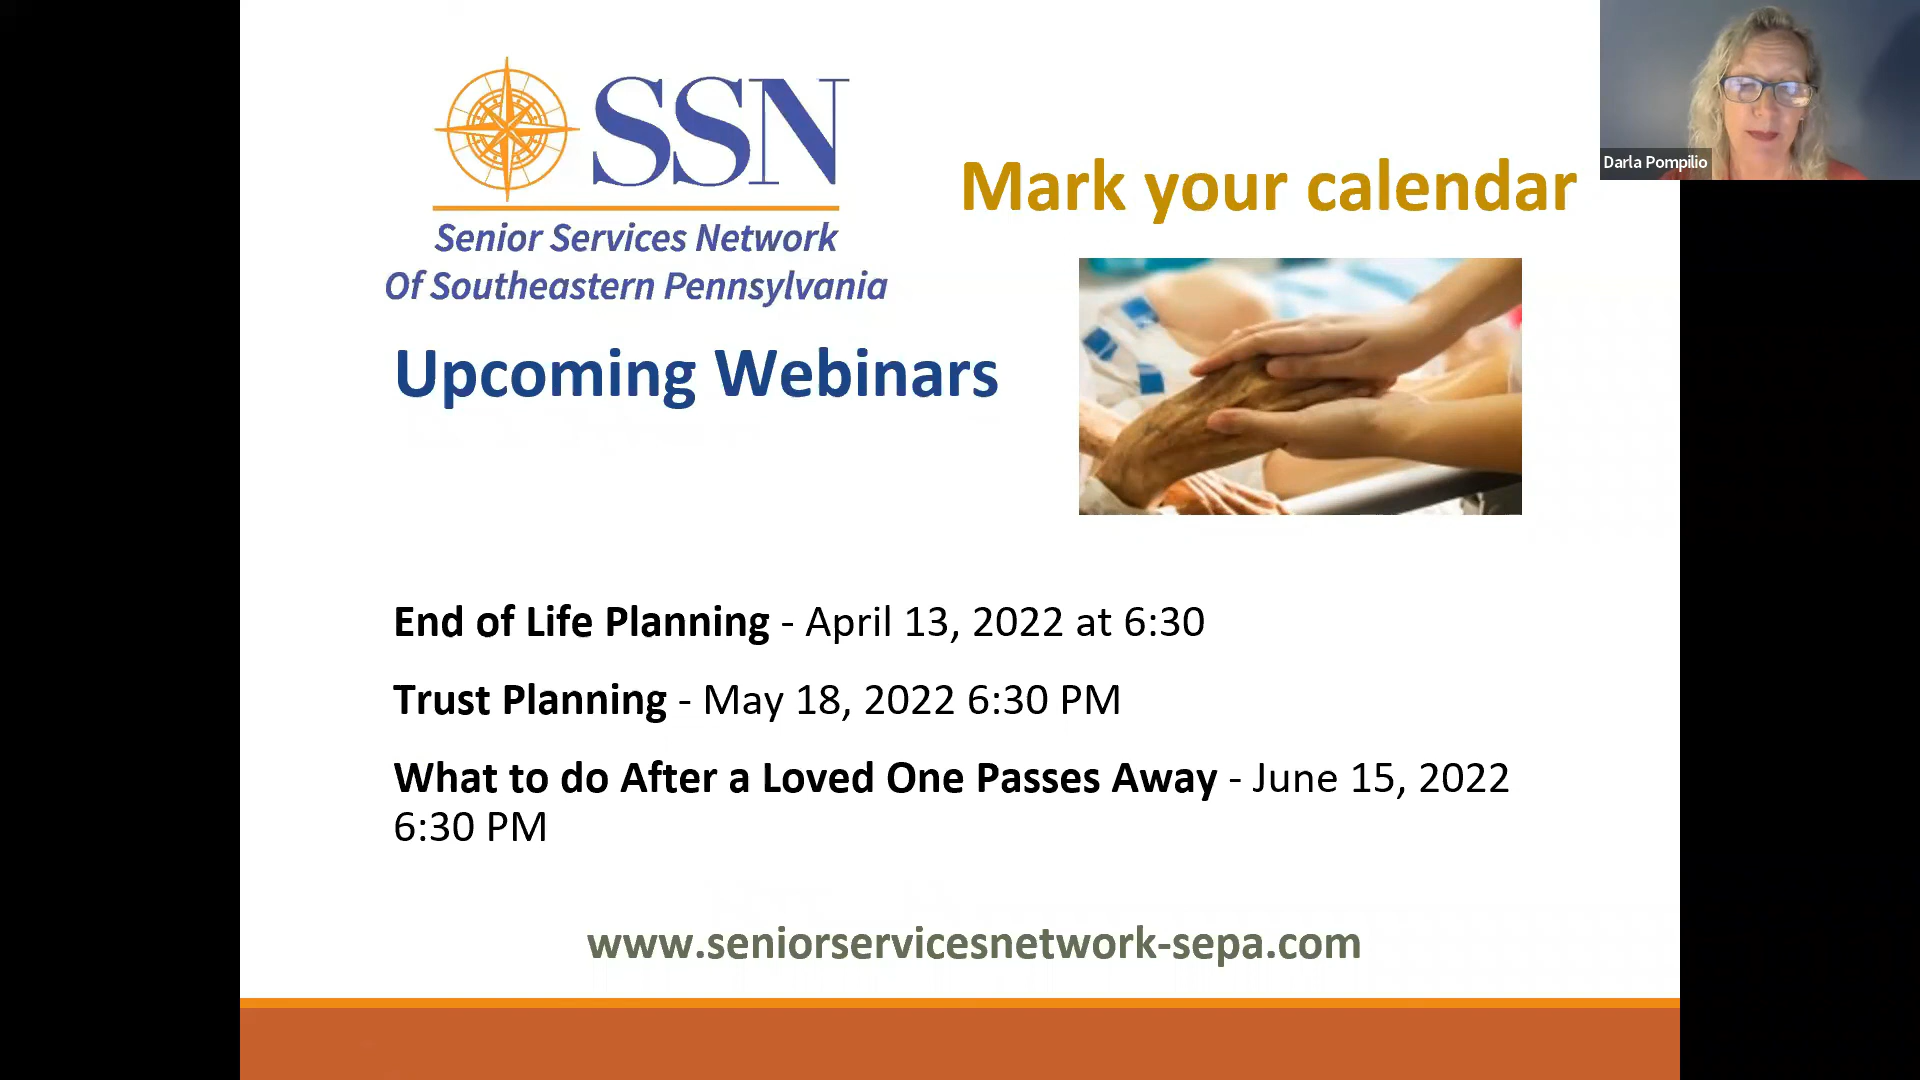 SSN
Senior Services Network
Of Southeastern Pennsylvania
Mark your calendar
Darla Pompilio
Upcoming Webinars
End of Life Planning - April 13, 2022 at 6:30
Trust Planning - May 18, 2022 6:30 PM
What to do After a Loved One Passes Away - June 15, 2022
6:30 PM
www.seniorservicesnetwork-sepa.com